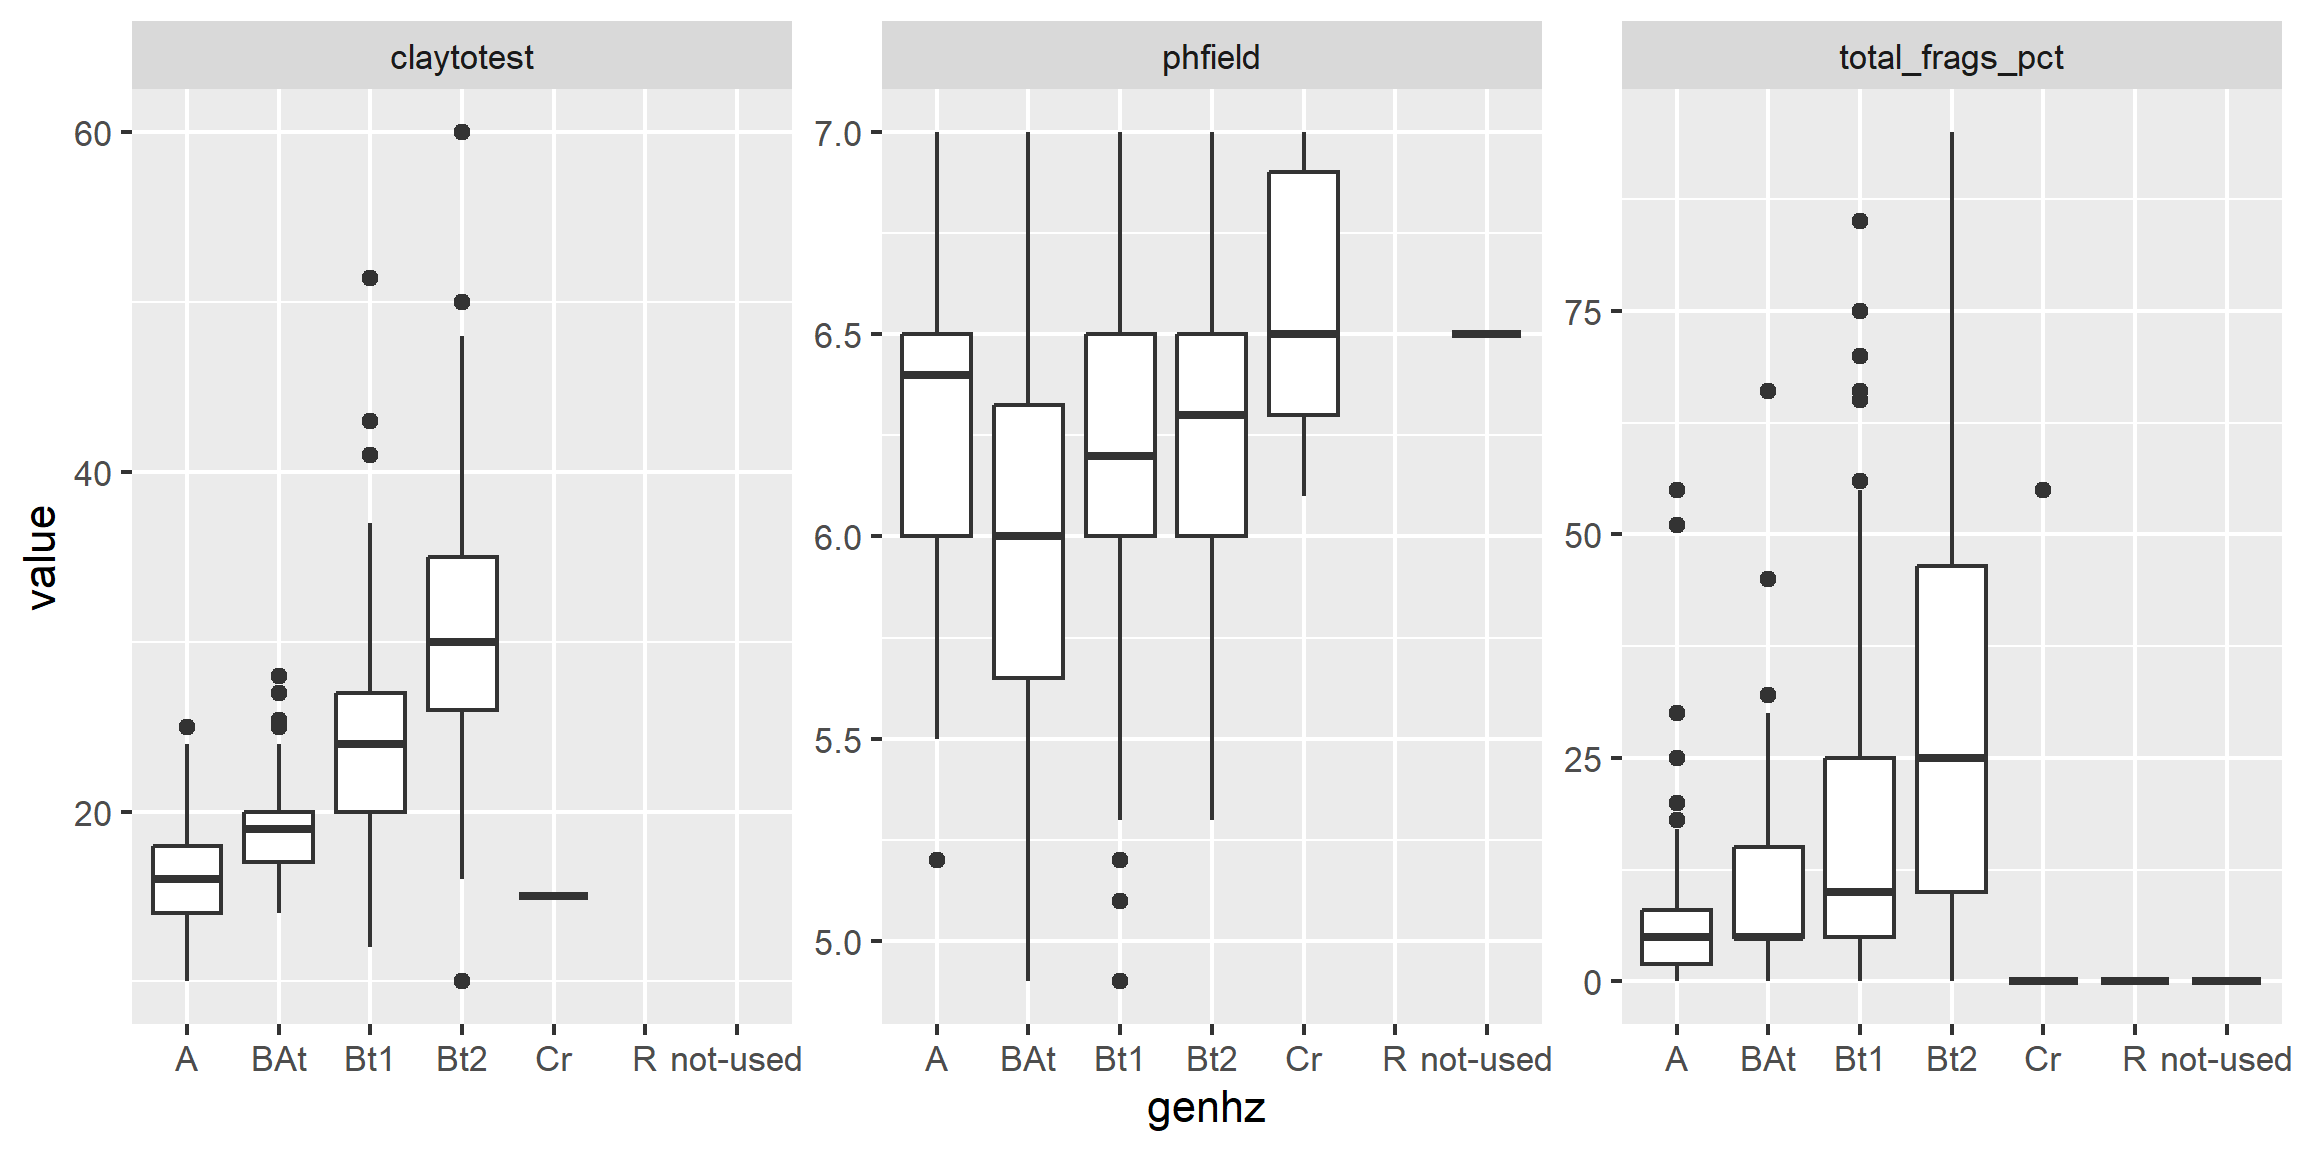 claytotest phfield total_frags_pct
value
60
40
20
7.0
6.5
6.0
5.5
5.0
75
50
25
0
A BAt Bt1 Bt2 Cr R not-used
A BAt Bt1 Bt2 Cr R not-used
A BAt Bt1 Bt2 Cr R not-used
genhz